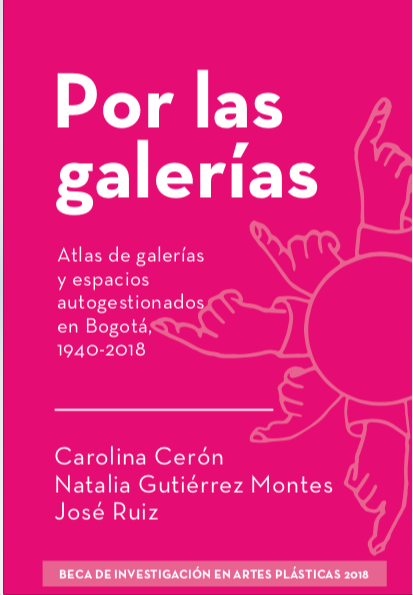 Por las
galerías
Atlas de galerías
y espacios
autogestionados
en Bogotá,
1940-2018
Carolina Cerón
Natalia Gutiérrez Montes
José Ruiz
BECA DE INVESTIGACIÓN EN ARTES PLÁSTICAS 2018